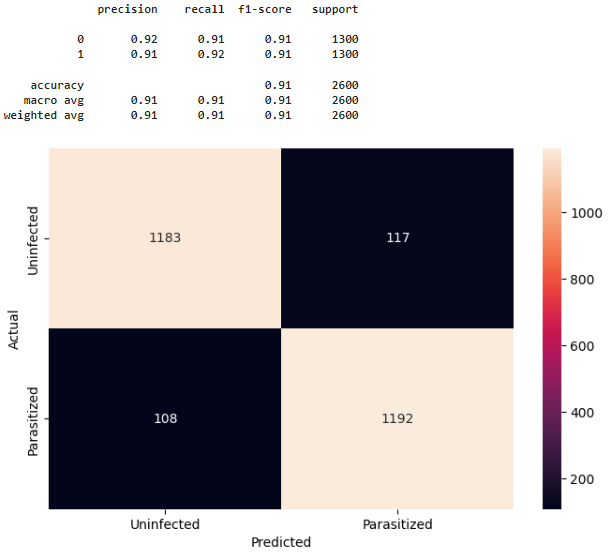 precision recall f1-score support
0 0.92 0.91 0.91 1300
1 0.91 0.92 0.91 1300
accuracy 0.91 2600
macro avg 0.91 0.91 0.91 2600
weighted avg 0.91 0.91 0.91 2600
Uninfected
1183
117
Parasitized
108
1192
Actual
Uninfected
Parasitized
Predicted
1000
800
600
400
200